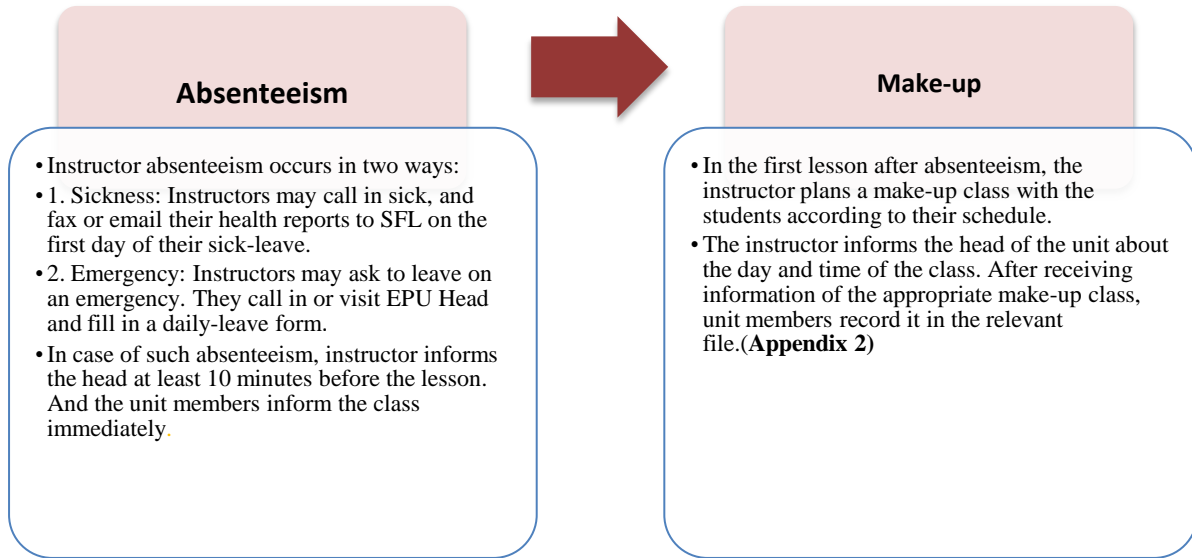 Absenteeism
• Instructor absenteeism occurs in two ways:
• 1. Sickness: Instructors may call in sick, and
fax or email their health reports to SFL on the
first day of their sick-leave.
• 2. Emergency: Instructors may ask to leave on
an emergency. They call in or visit EPU Head
and fill in a daily-leave form.
• In case of such absenteeism, instructor informs
the head at least 10 minutes before the lesson.
And the unit members inform the class
immediately.
Make-up
• In the first lesson after absenteeism, the
instructor plans a make-up class with the
students according to their schedule.
• The instructor informs the head of the unit about
the day and time of the class. After receiving
information of the appropriate make-up class,
unit members record it in the relevant
file.(Appendix 2)